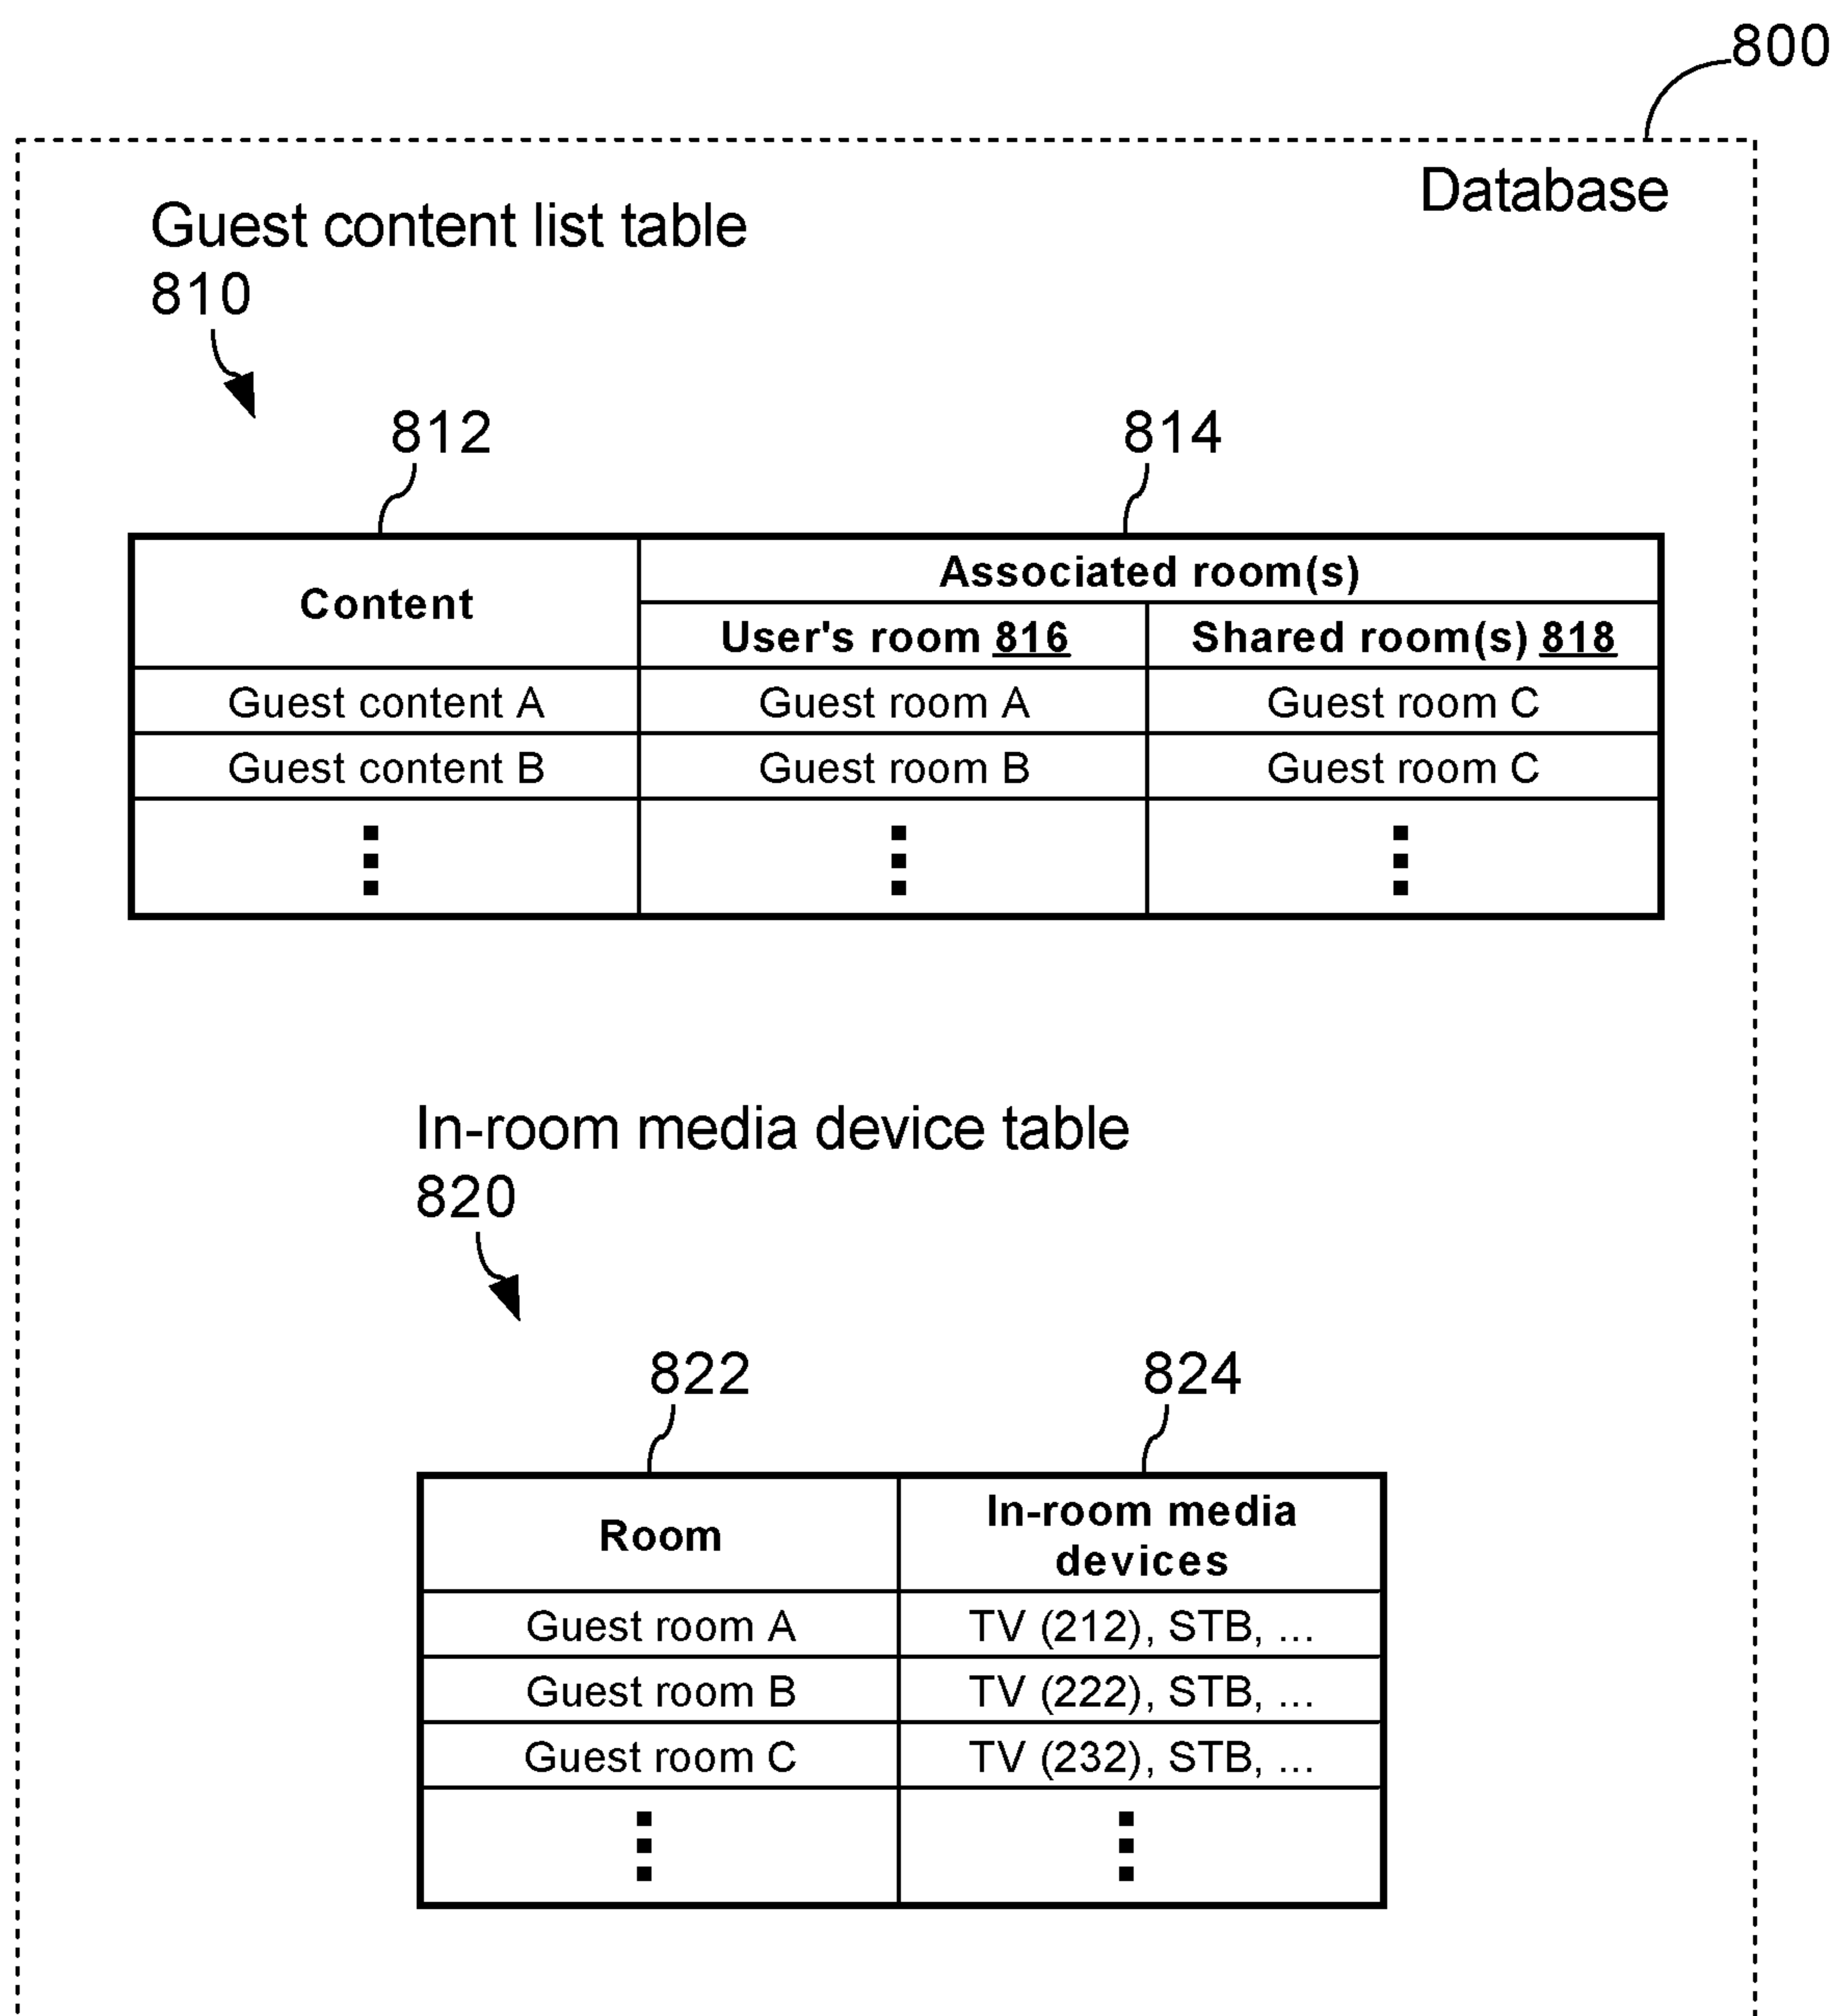 800
Database
Guest content list table
810
812
814
Content
Associated room(s)
User's room 816
Shared room(s) 818
Guest content A
Guest room A
Guest room C
Guest content B
Guest room B
Guest room C
In-room media device table
820
822
824
Room
In-room media
devices
Guest room A
TV (212), STB, ...
Guest room B
TV (222), STB, ...
Guest room C
TV (232), STB, ...